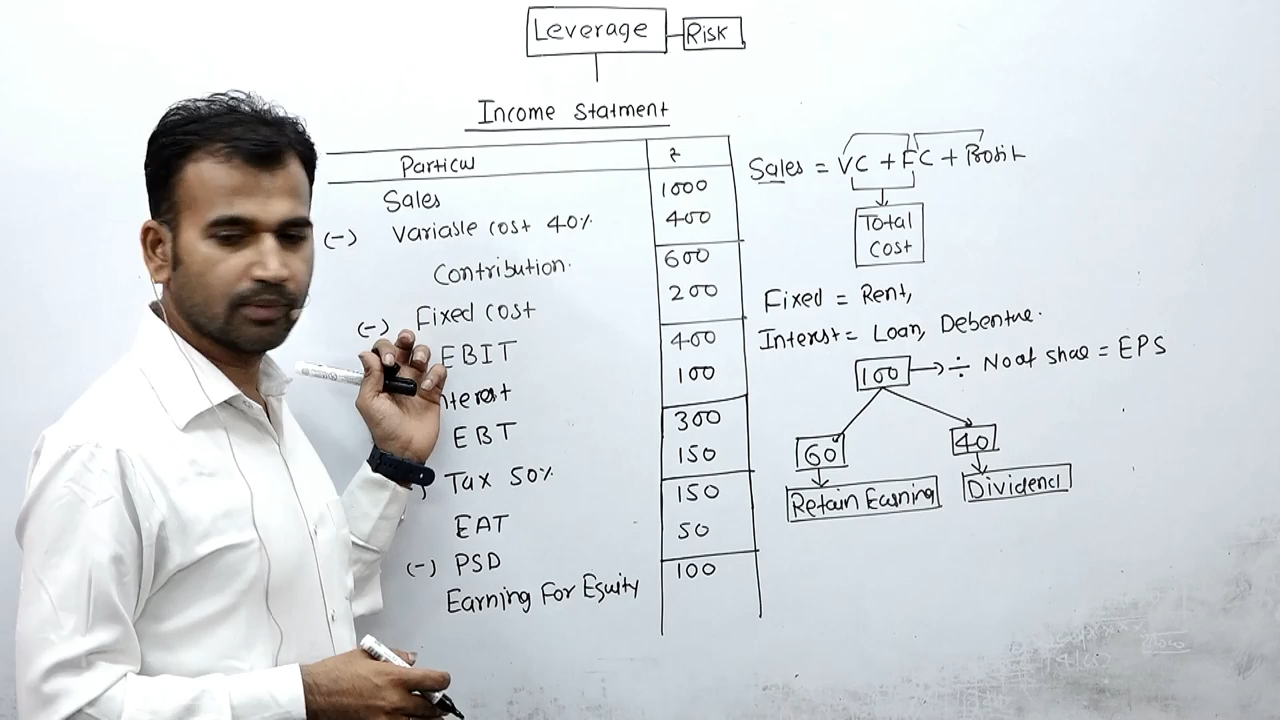 Leverage
Risk
Income Statment
Particu ₹
Sales 1000
(-) Variable cost 40% 400
Contribution. 600
(-) Fixed cost 200
EBIT 400
nterest 100
EBT 300
) Tax 50% 150
EAT 150
(-) PSD 50
Earning For Equity 100
Sales = VC + FC + Profit
Total
Cost
Fixed = Rent,
Interest = Loan, Debenture.
100 → ÷ No of share = EPS
60 40
Retain Earning Dividend